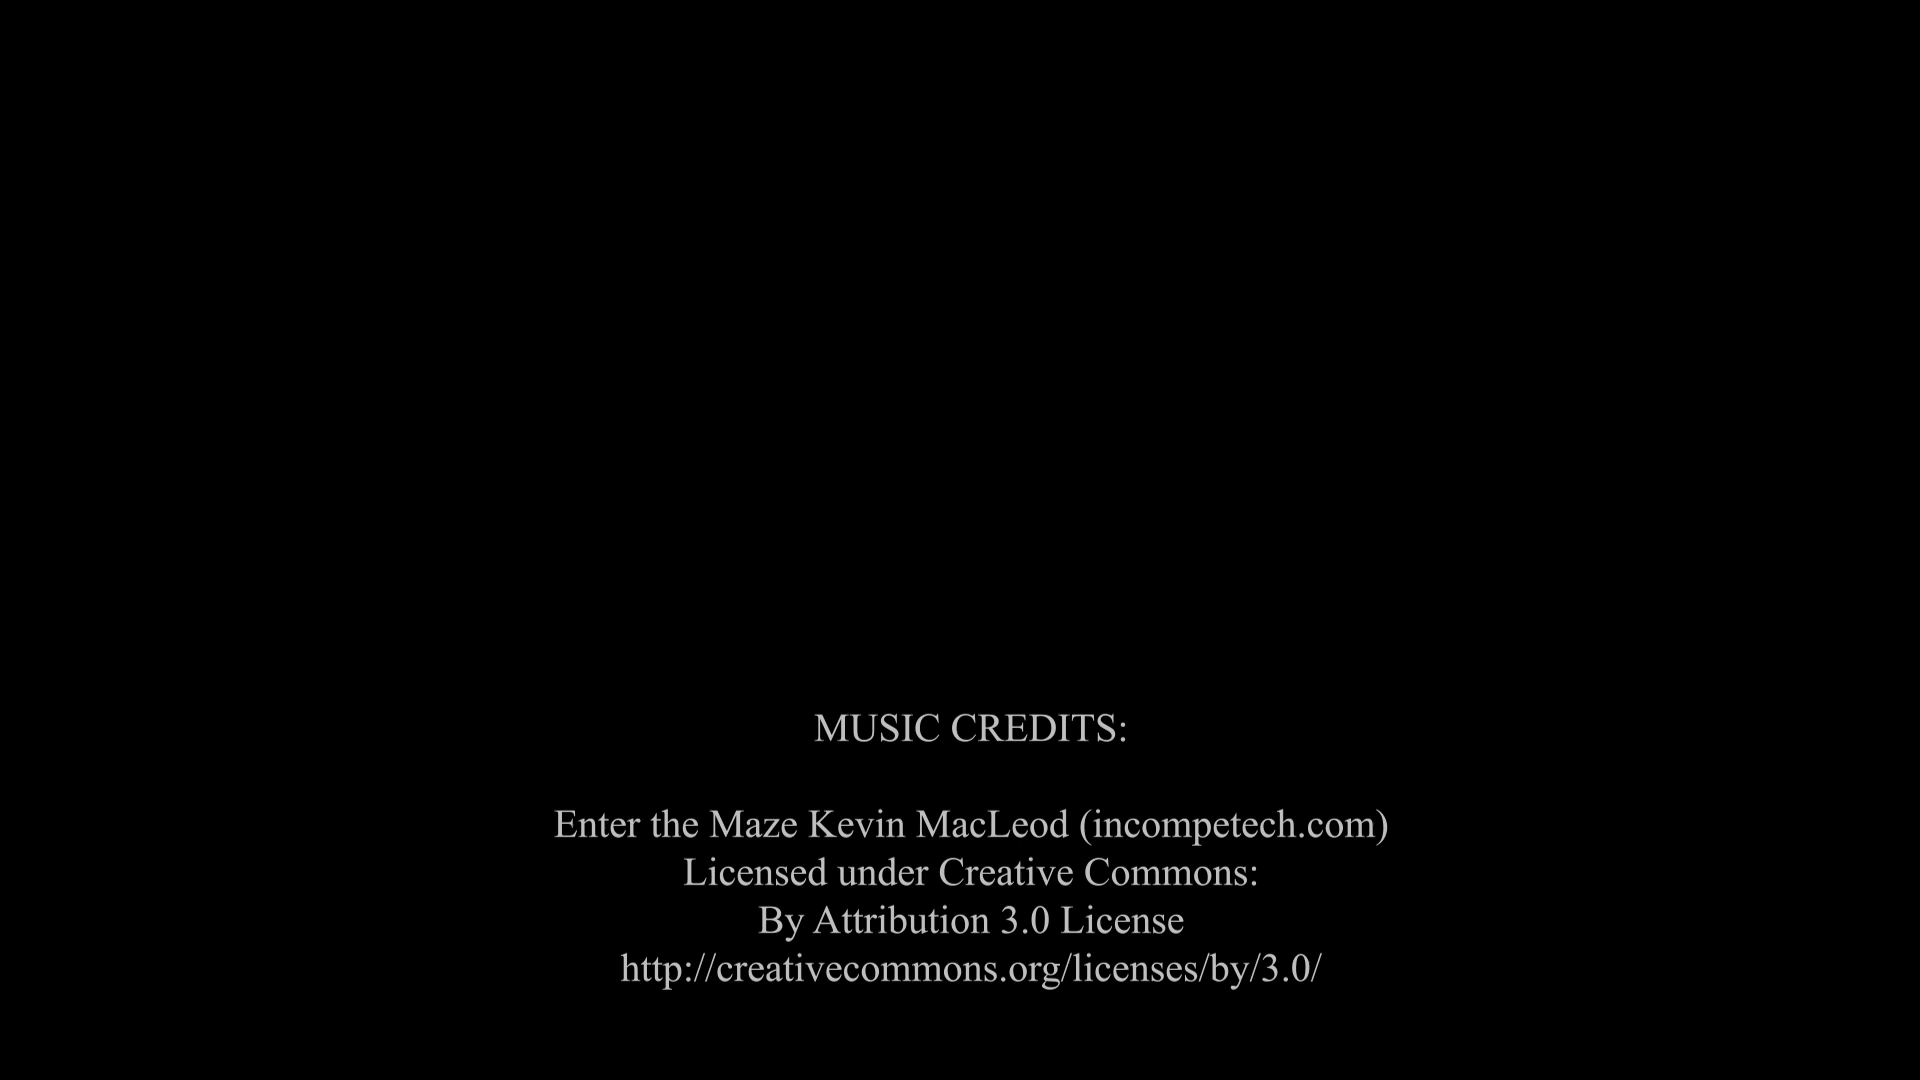 MUSIC CREDITS:
Enter the Maze Kevin MacLeod (incompetech.com)
Licensed under Creative Commons:
By Attribution 3.0 License
http://creativecommons.org/licenses/by/3.0/